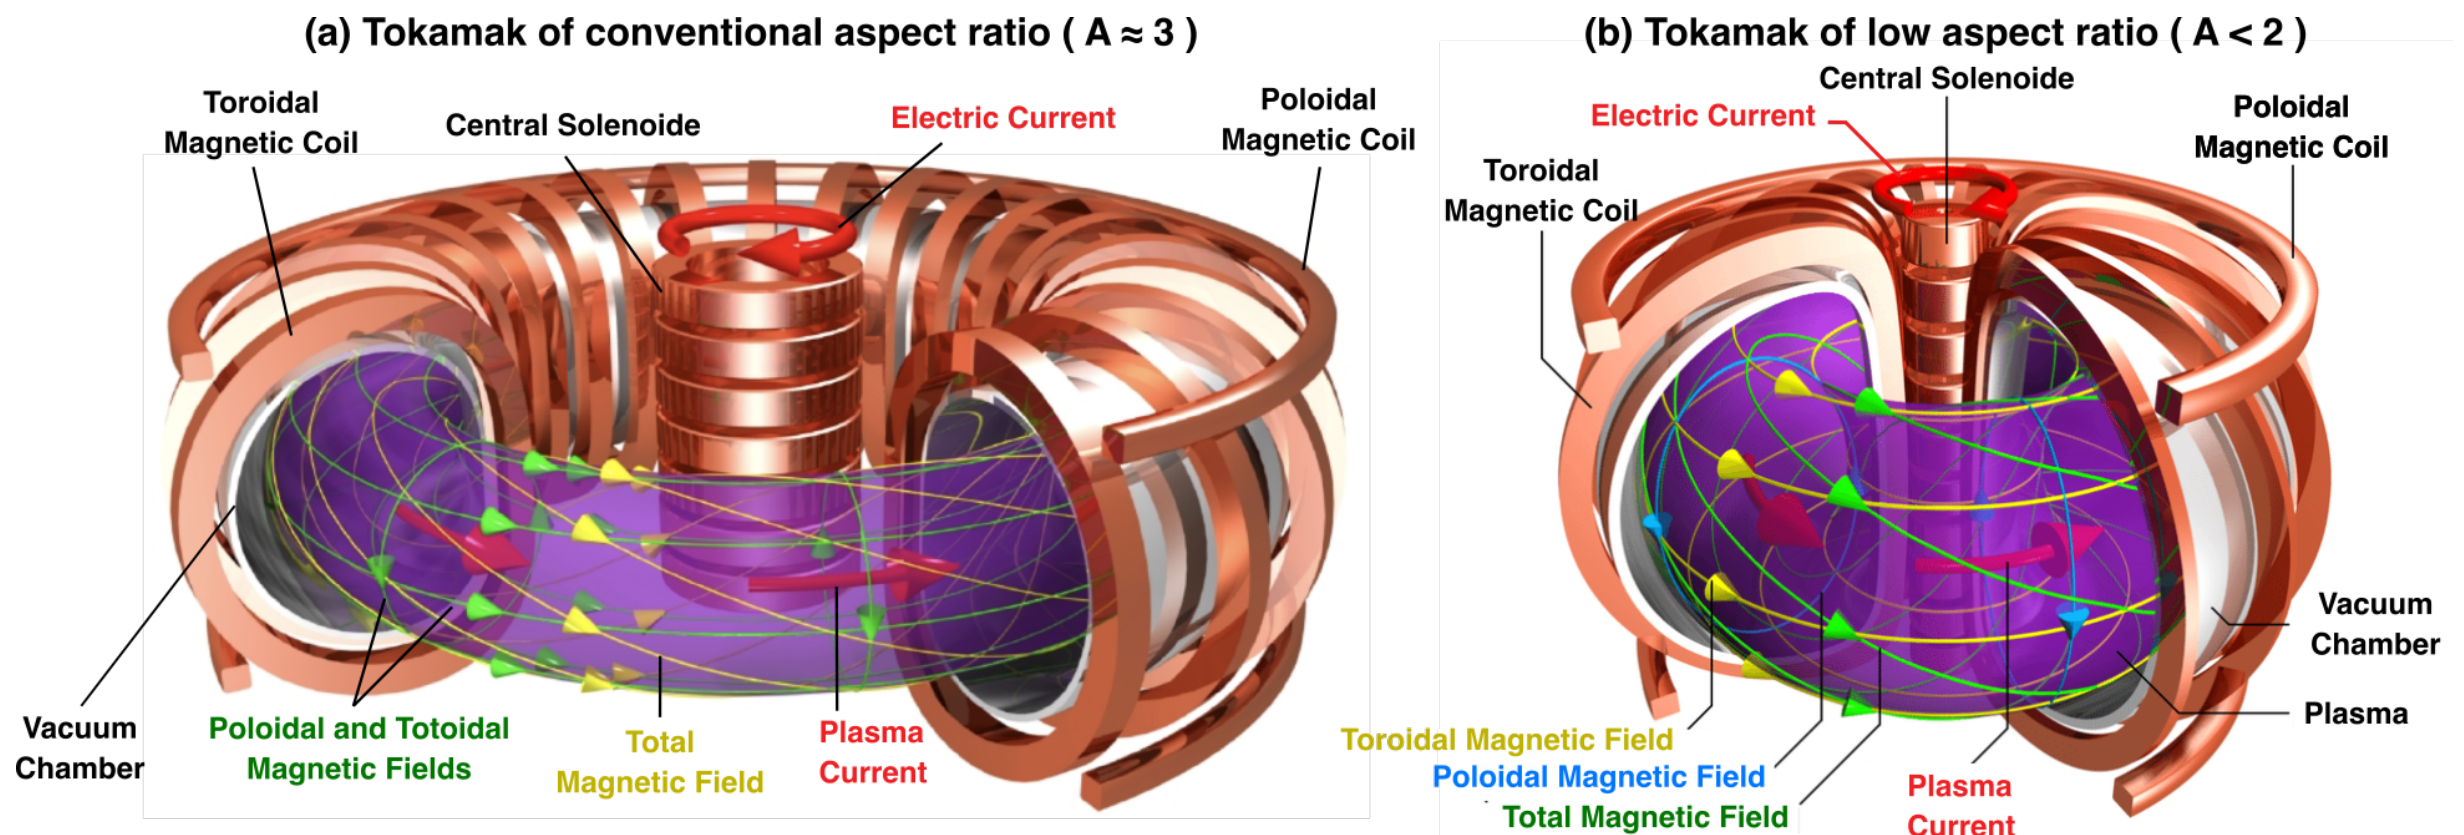 (a) Tokamak of conventional aspect ratio ( A ≈ 3 )
Toroidal
Magnetic Coil
Central Solenoide
Electric Current
Poloidal
Magnetic Coil
Vacuum
Chamber
Poloidal and Totoidal
Magnetic Fields
Total
Magnetic Field
Plasma
Current
(b) Tokamak of low aspect ratio ( A < 2 )
Central Solenoide
Electric Current
Poloidal
Magnetic Coil
Toroidal
Magnetic Coil
Vacuum
Chamber
Plasma
Toroidal Magnetic Field
Poloidal Magnetic Field
Total Magnetic Field
Plasma
Current